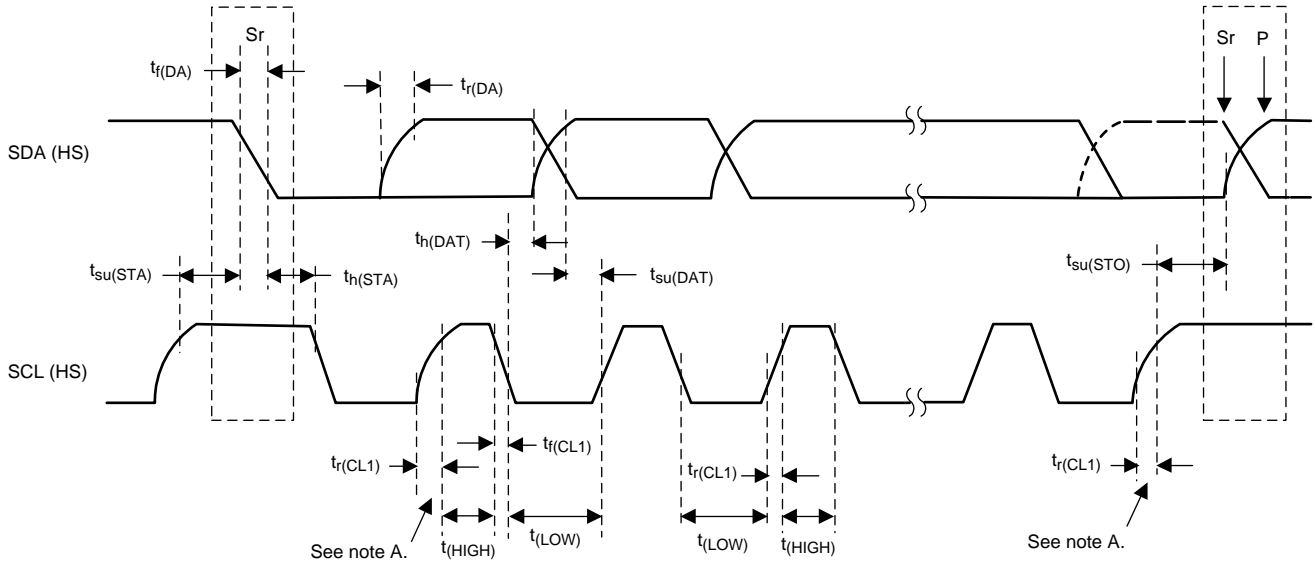 Sr
Sr P
tf(DA)
tr(DA)
SDA (HS)
th(DAT)
tsu(STA)
th(STA)
tsu(DAT)
tsu(STO)
SCL (HS)
tr(CL1)
tf(CL1)
tr(CL1)
tr(CL1)
See note A.
t(HIGH)
t(LOW)
t(LOW)
t(HIGH)
See note A.